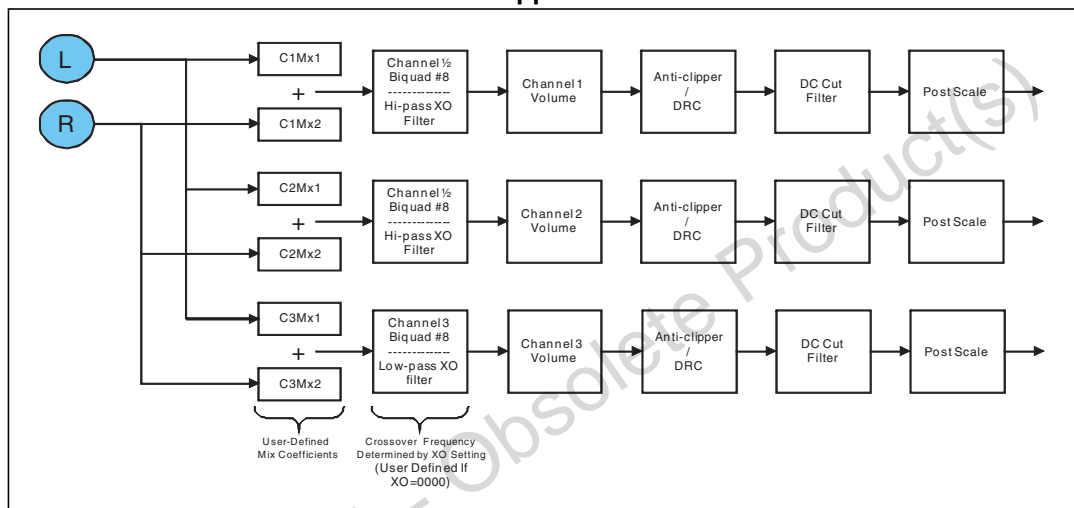 L
R
C1Mx1
+
C1Mx2
Channel ½
Biquad #8
---------------
Hi-pass XO
Filter
Channel 1
Volume
Anti-clipper
/
DRC
DC Cut
Filter
Post Scale
C2Mx1
+
C2Mx2
Channel ½
Biquad #8
---------------
Hi-pass XO
Filter
Channel 2
Volume
Anti-clipper
/
DRC
DC Cut
Filter
Post Scale
C3Mx1
+
C3Mx2
Channel 3
Biquad #8
---------------
Low-pass XO
filter
Channel 3
Volume
Anti-clipper
/
DRC
DC Cut
Filter
Post Scale
User-Defined
Mix Coefficients
Crossover Frequency
Determined by XO Setting
(User Defined If
XO=0000)
- Obsolete Product(s)